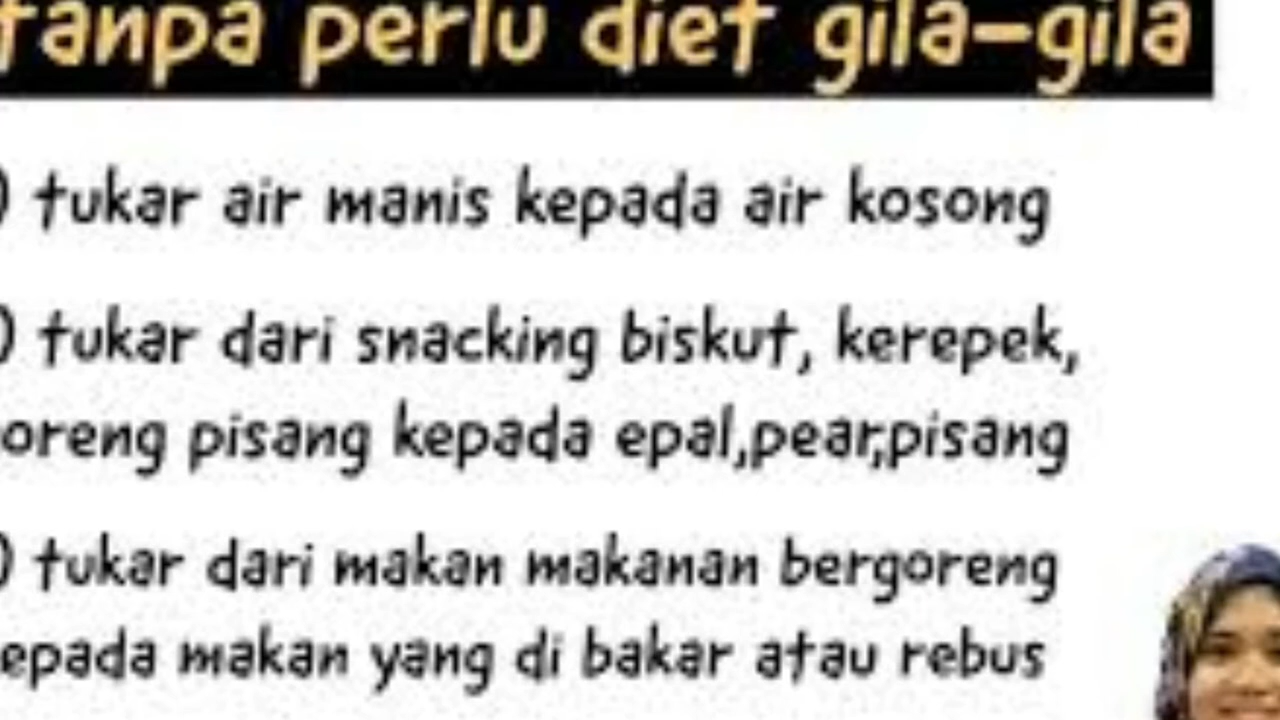 tanpa perlu diet gila-gila
) tukar air manis kepada air kosong
) tukar dari snacking biskut, kerepek,
oreng pisang kepada epal,pear,pisang
) tukar dari makan makanan bergoreng
epada makan yang di bakar atau rebus